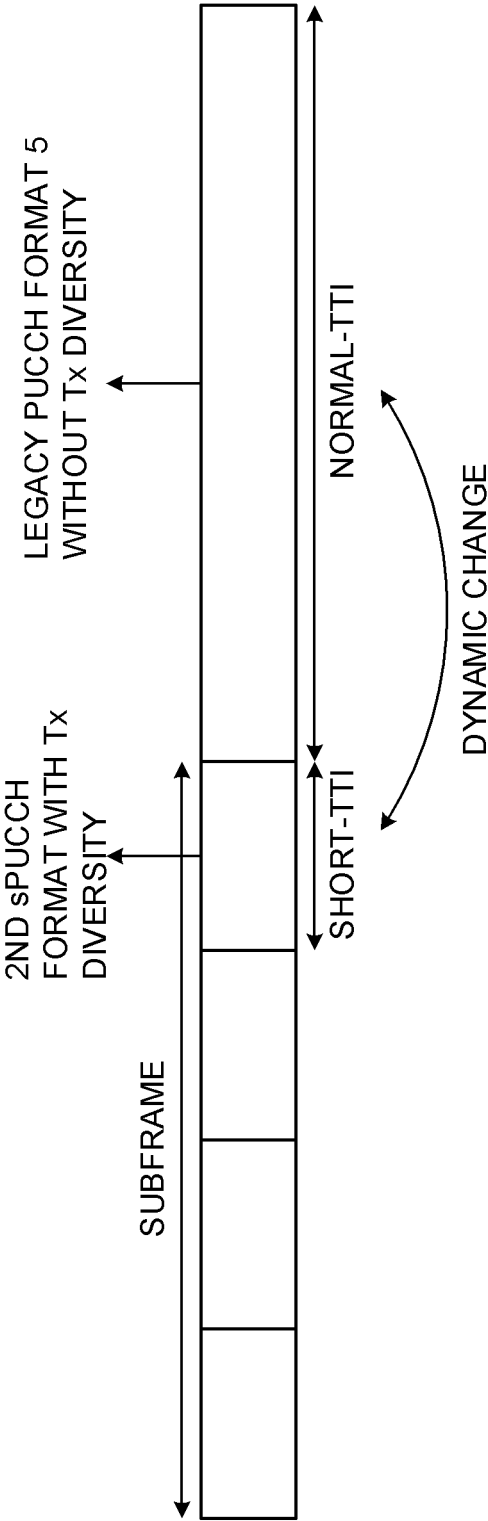 SUBFRAME
2ND sPUCCH
FORMAT WITH Tx
DIVERSITY
LEGACY PUCCH FORMAT 5
WITHOUT Tx DIVERSITY
SHORT-TTI
NORMAL-TTI
DYNAMIC CHANGE